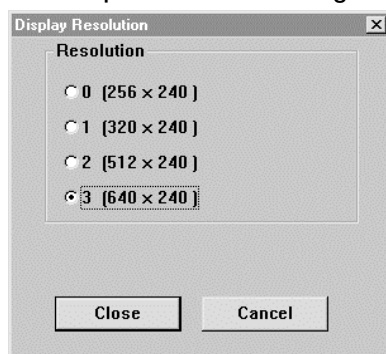 Display Resolution
Resolution
0 (256 × 240 )
1 (320 × 240 )
2 (512 × 240 )
3 (640 × 240 )
Close Cancel